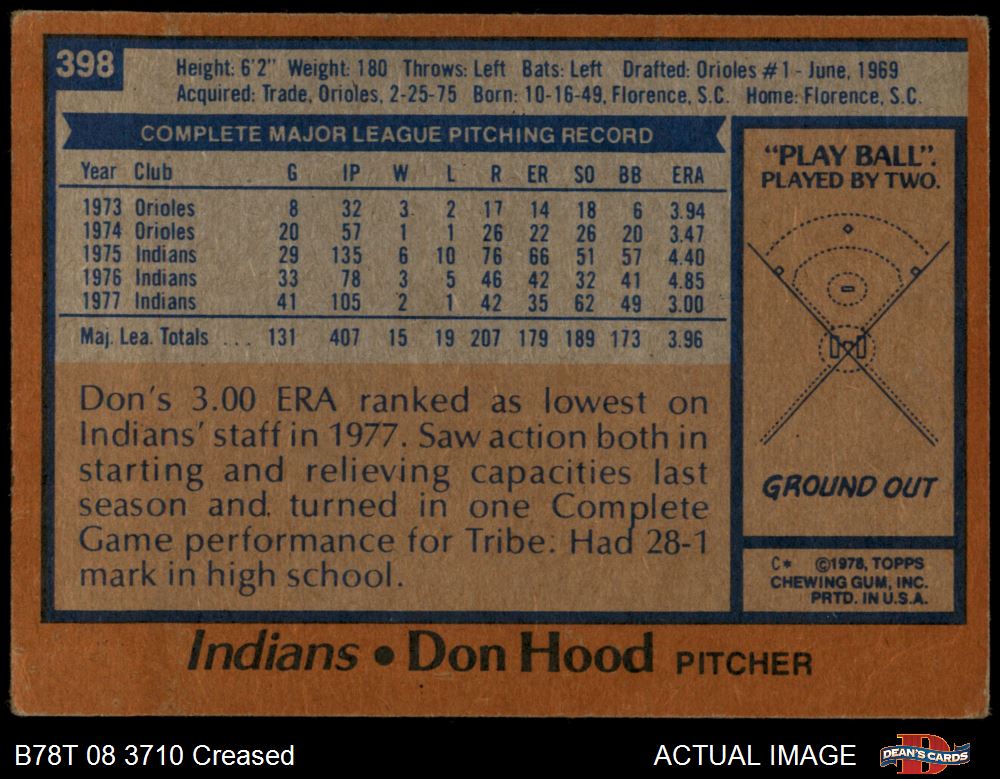 398
Height: 6'2" Weight: 180 Throws: Left Bats: Left Drafted: Orioles #1 - June, 1969
Acquired: Trade, Orioles, 2-25-75 Born: 10-16-49, Florence, S.C. Home: Florence, S.C.
COMPLETE MAJOR LEAGUE PITCHING RECORD
Year Club G IP W L R ER SO BB ERA
1973 Orioles 8 32 3 2 17 14 18 6 3.94
1974 Orioles 20 57 1 1 26 22 26 20 3.47
1975 Indians 29 135 6 10 76 66 51 57 4.40
1976 Indians 33 78 3 5 46 42 32 41 4.85
1977 Indians 41 105 2 1 42 35 62 49 3.00
Maj. Lea. Totals ... 131 407 15 19 207 179 189 173 3.96
Don's 3.00 ERA ranked as lowest on
Indians' staff in 1977. Saw action both in
starting and relieving capacities last
season and turned in one Complete
Game performance for Tribe. Had 28-1
mark in high school.
"PLAY BALL".
PLAYED BY TWO.
GROUND OUT
C* ©1978, TOPPS
CHEWING GUM, INC.
PRTD. IN U.S.A.
Indians • Don Hood PITCHER
B78T 08 3710 Creased
ACTUAL IMAGE
D
DEAN'S CARDS